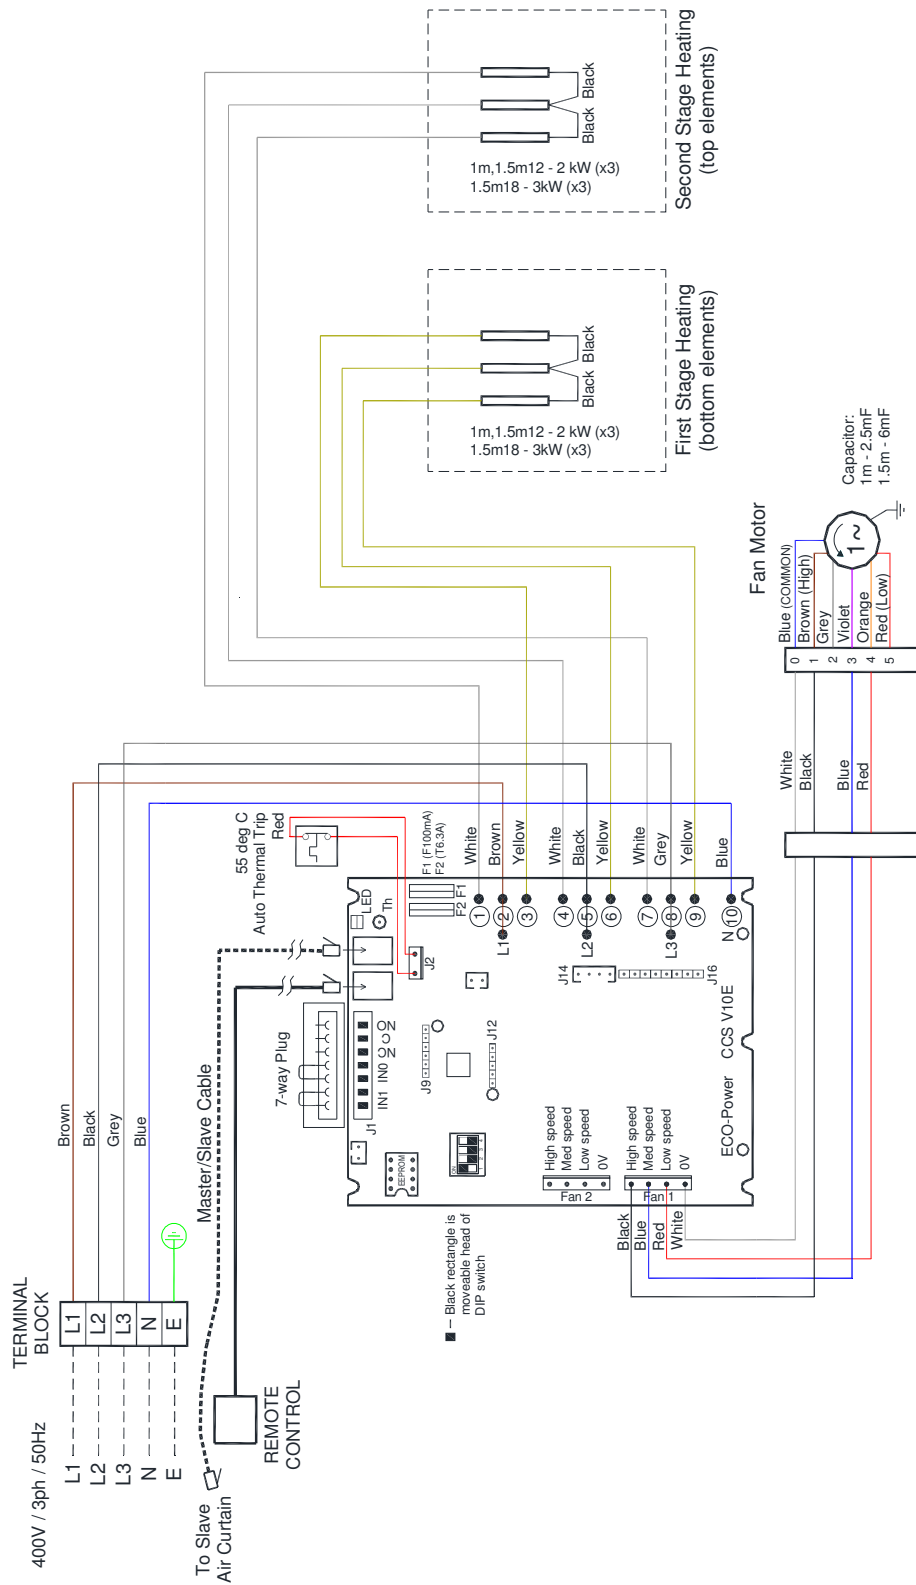 400V / 3ph / 50Hz
TERMINAL
BLOCK
L1
L2
L3
N
E
L1
L2
L3
N
E
Brown
Black
Grey
Blue
To Slave
Air Curtain
REMOTE
CONTROL
Master/Slave Cable
7-way Plug
55 deg C
Auto Thermal Trip
Red
J1
IN1
IN0
NC
C
NO
LED
Th
J2
F2
F1
F1 (F100mA)
F2 (T6.3A)
EEPROM
ON
1
2
3
4
J9
J12
J14
J16
■ – Black rectangle is
moveable head of
DIP switch
High speed
Med speed
Low speed
0V
Fan 2
High speed
Med speed
Low speed
0V
Fan 1
ECO-Power
CCS V10E
L1
L2
L3
N
1
2
3
4
5
6
7
8
9
10
White
Brown
Yellow
White
Black
Yellow
White
Grey
Yellow
Blue
Black
Blue
Red
White
White
Black
Blue
Red
0
1
2
3
4
5
Blue (COMMON)
Brown (High)
Grey
Violet
Orange
Red (Low)
Fan Motor
1~
Capacitor:
1m - 2.5mF
1.5m - 6mF
Black
Black
1m,1.5m12 - 2 kW (x3)
1.5m18 - 3kW (x3)
First Stage Heating
(bottom elements)
Black
Black
1m,1.5m12 - 2 kW (x3)
1.5m18 - 3kW (x3)
Second Stage Heating
(top elements)